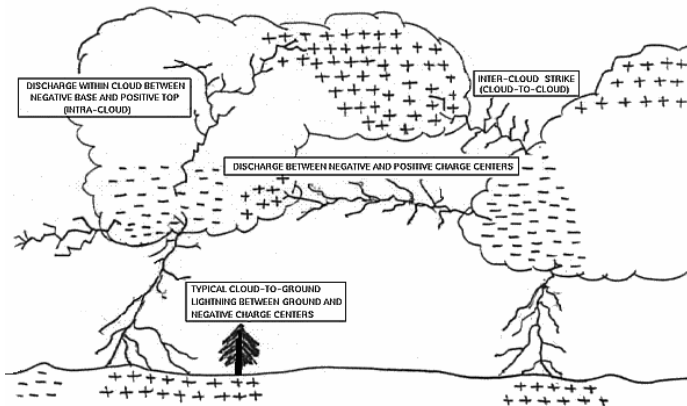 DISCHARGE WITHIN CLOUD BETWEEN
NEGATIVE BASE AND POSITIVE TOP
(INTRA-CLOUD)
INTER-CLOUD STRIKE
(CLOUD-TO-CLOUD)
DISCHARGE BETWEEN NEGATIVE AND POSITIVE CHARGE CENTERS
TYPICAL CLOUD-TO-GROUND
LIGHTNING BETWEEN GROUND AND
NEGATIVE CHARGE CENTERS